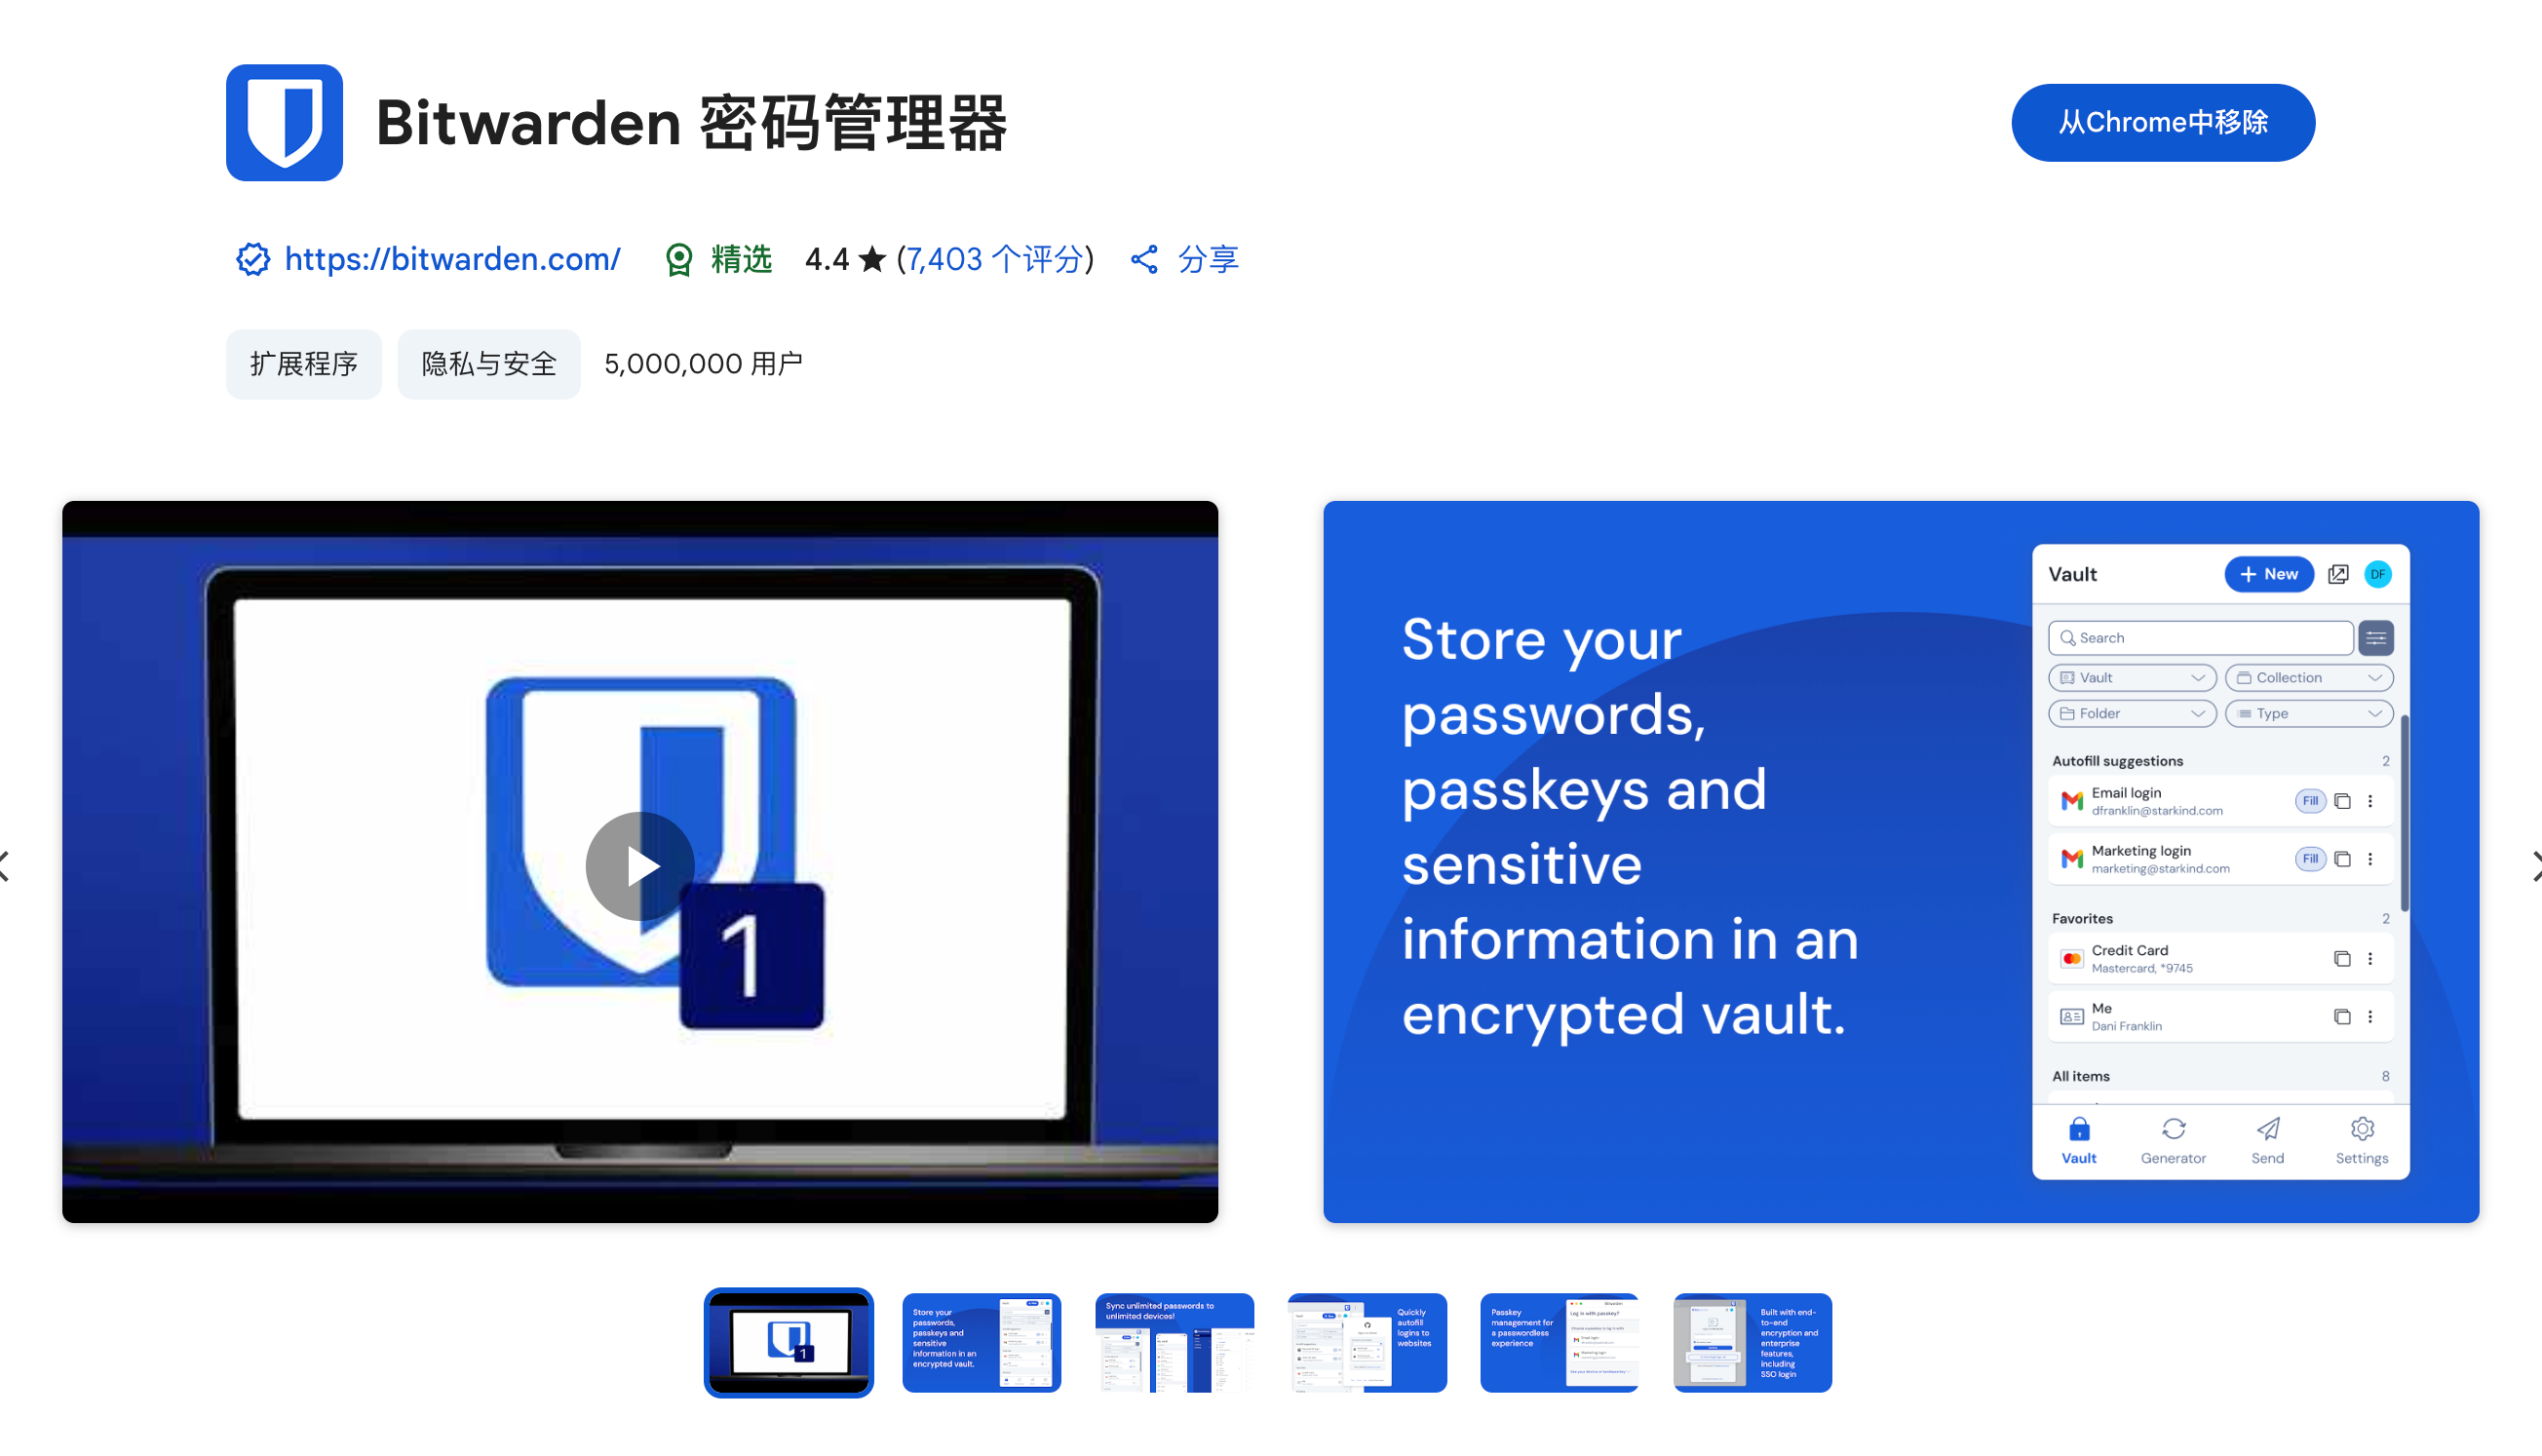 Bitwarden 密码管理器
从Chrome中移除
https://bitwarden.com/ 精选 4.4 ★ (7,403 个评分) 分享
扩展程序 隐私与安全 5,000,000 用户
1
Store your
passwords,
passkeys and
sensitive
information in an
encrypted vault.
Vault
New
DF
Search
Vault
Collection
Folder
Type
Autofill suggestions 2
Email login
dfranklin@starkind.com
Fill
Marketing login
marketing@starkind.com
Fill
Favorites 2
Credit Card
Mastercard, *9745
Me
Dani Franklin
All items 8
Vault
Generator
Send
Settings
1
Store your
passwords,
passkeys and
sensitive
information in an
encrypted vault.
Sync unlimited passwords to
unlimited devices!
Quickly
autofill
logins to
websites
Passkey
management for
a passwordless
experience
Built with end-
to-end
encryption and
enterprise
features,
including
SSO login